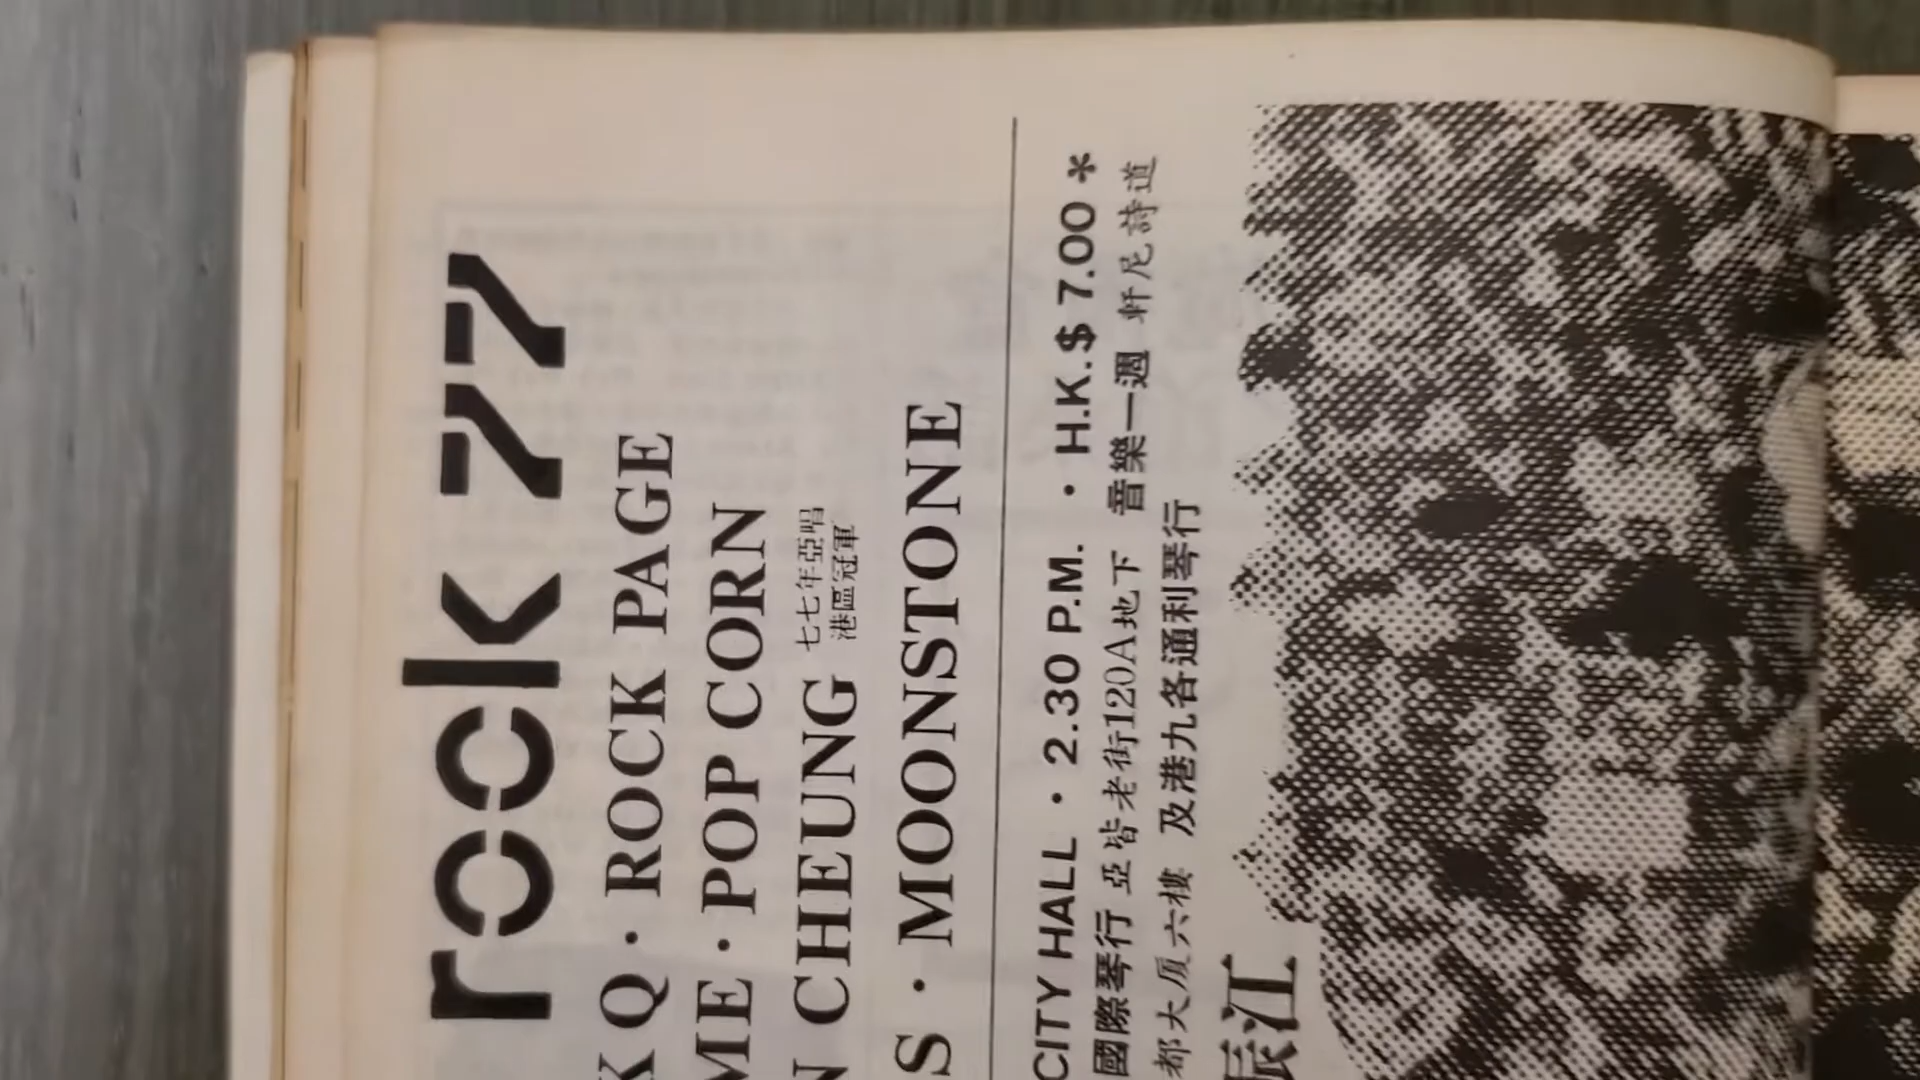 rock 77
K Q · ROCK PAGE
ME · POP CORN
N CHEUNG 七七年亞唱
港區冠軍
S · MOONSTONE
CITY HALL · 2.30 P.M. · H.K.$ 7.00 *
國際琴行 亞皆老街120A地下 音樂一週 軒尼詩道
都大厦六樓 及港九各通利琴行
振江